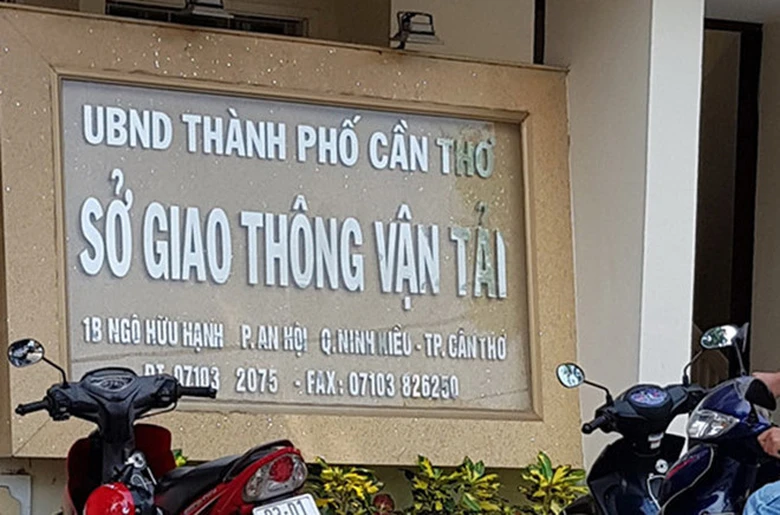 UBND THÀNH PHỐ CẦN THƠ
SỞ GIAO THÔNG VẬN TẢI
1B NGÔ HỮU HẠNH P. AN HỘI Q. NINH KIỀU - TP. CẦN THƠ
ĐT 07103 2075 - FAX: 07103 826250